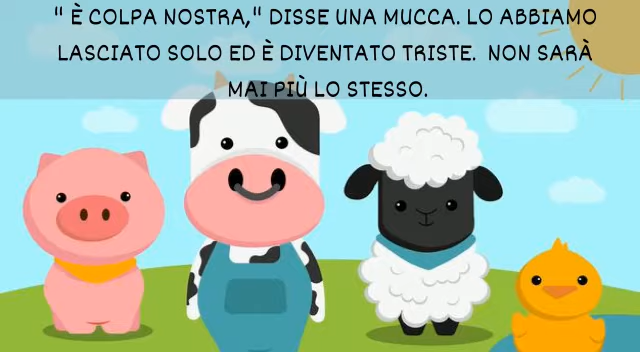 " È COLPA NOSTRA," DISSE UNA MUCCA. LO ABBIAMO
LASCIATO SOLO ED È DIVENTATO TRISTE. NON SARÀ
MAI PIÙ LO STESSO.